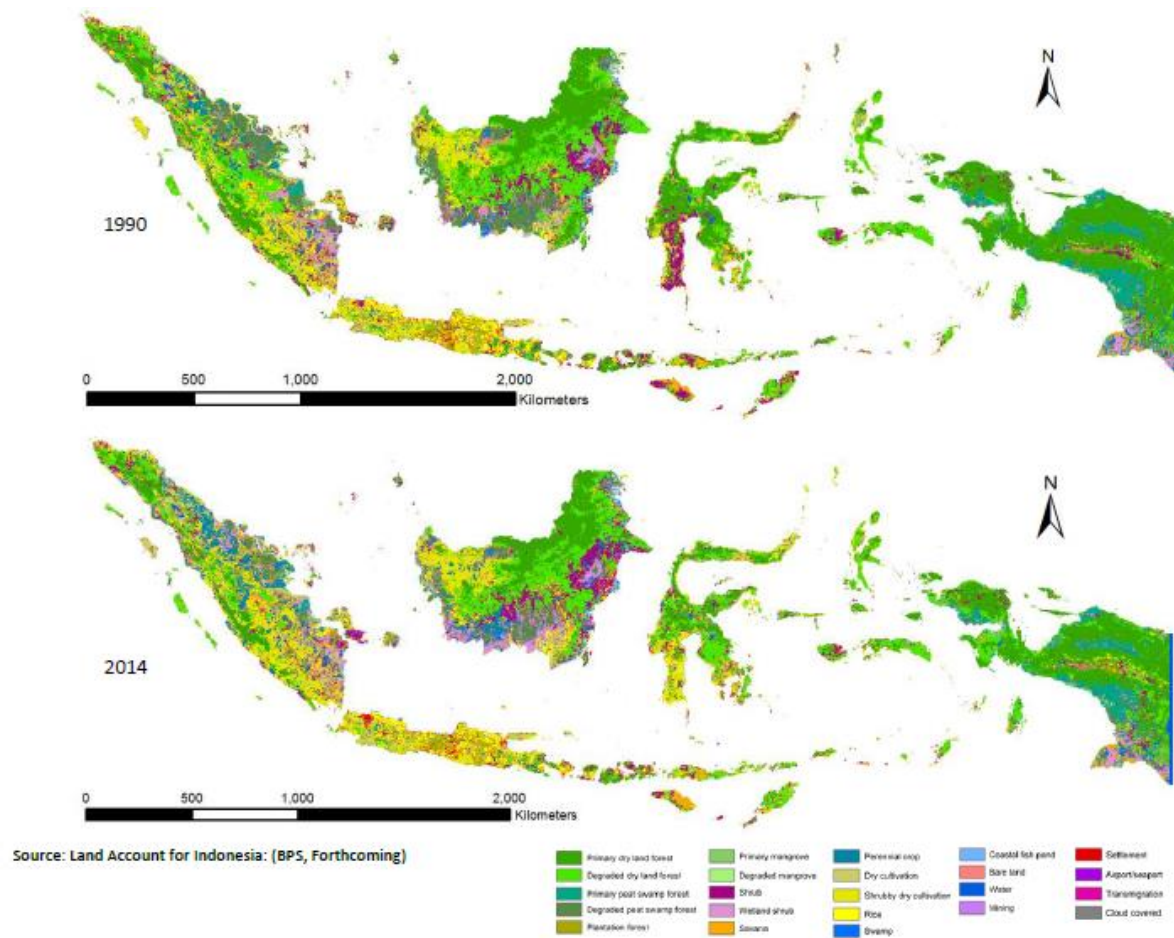 N
1990
0 500 1,000 2,000
Kilometers
N
2014
0 500 1,000 2,000
Kilometers
Source: Land Account for Indonesia: (BPS, Forthcoming)
Primary dry land forest
Degraded dry land forest
Primary peat swamp forest
Degraded peat swamp forest
Plantation forest
Primary mangrove
Degraded mangrove
Shrub
Wetland shrub
Savana
Perennial crop
Dry cultivation
Shrubby dry cultivation
Rice
Swamp
Coastal fish pond
Bare land
Water
Mining
Settlement
Airport/seaport
Transmigration
Cloud covered